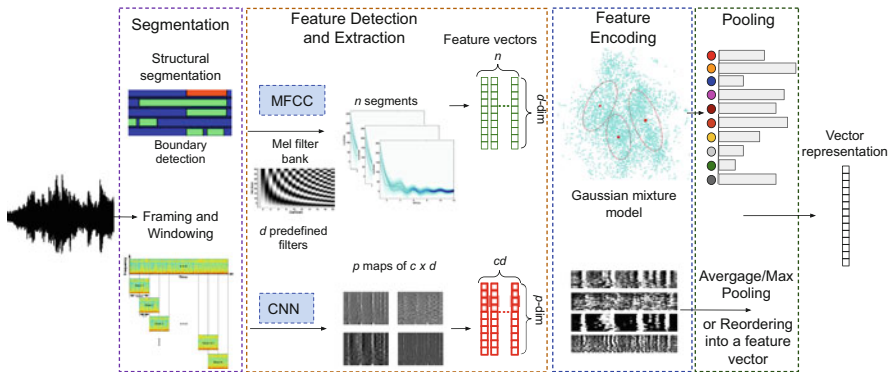 Segmentation
Structural
segmentation
Boundary
detection
Framing and
Windowing
Feature Detection
and Extraction
MFCC
Mel filter
bank
d predefined
filters
n segments
Feature vectors
n
d-dim
CNN
p maps of c x d
cd
p-dim
Feature
Encoding
Gaussian mixture
model
Pooling
Avergage/Max
Pooling
or Reordering
into a feature
vector
Vector
representation